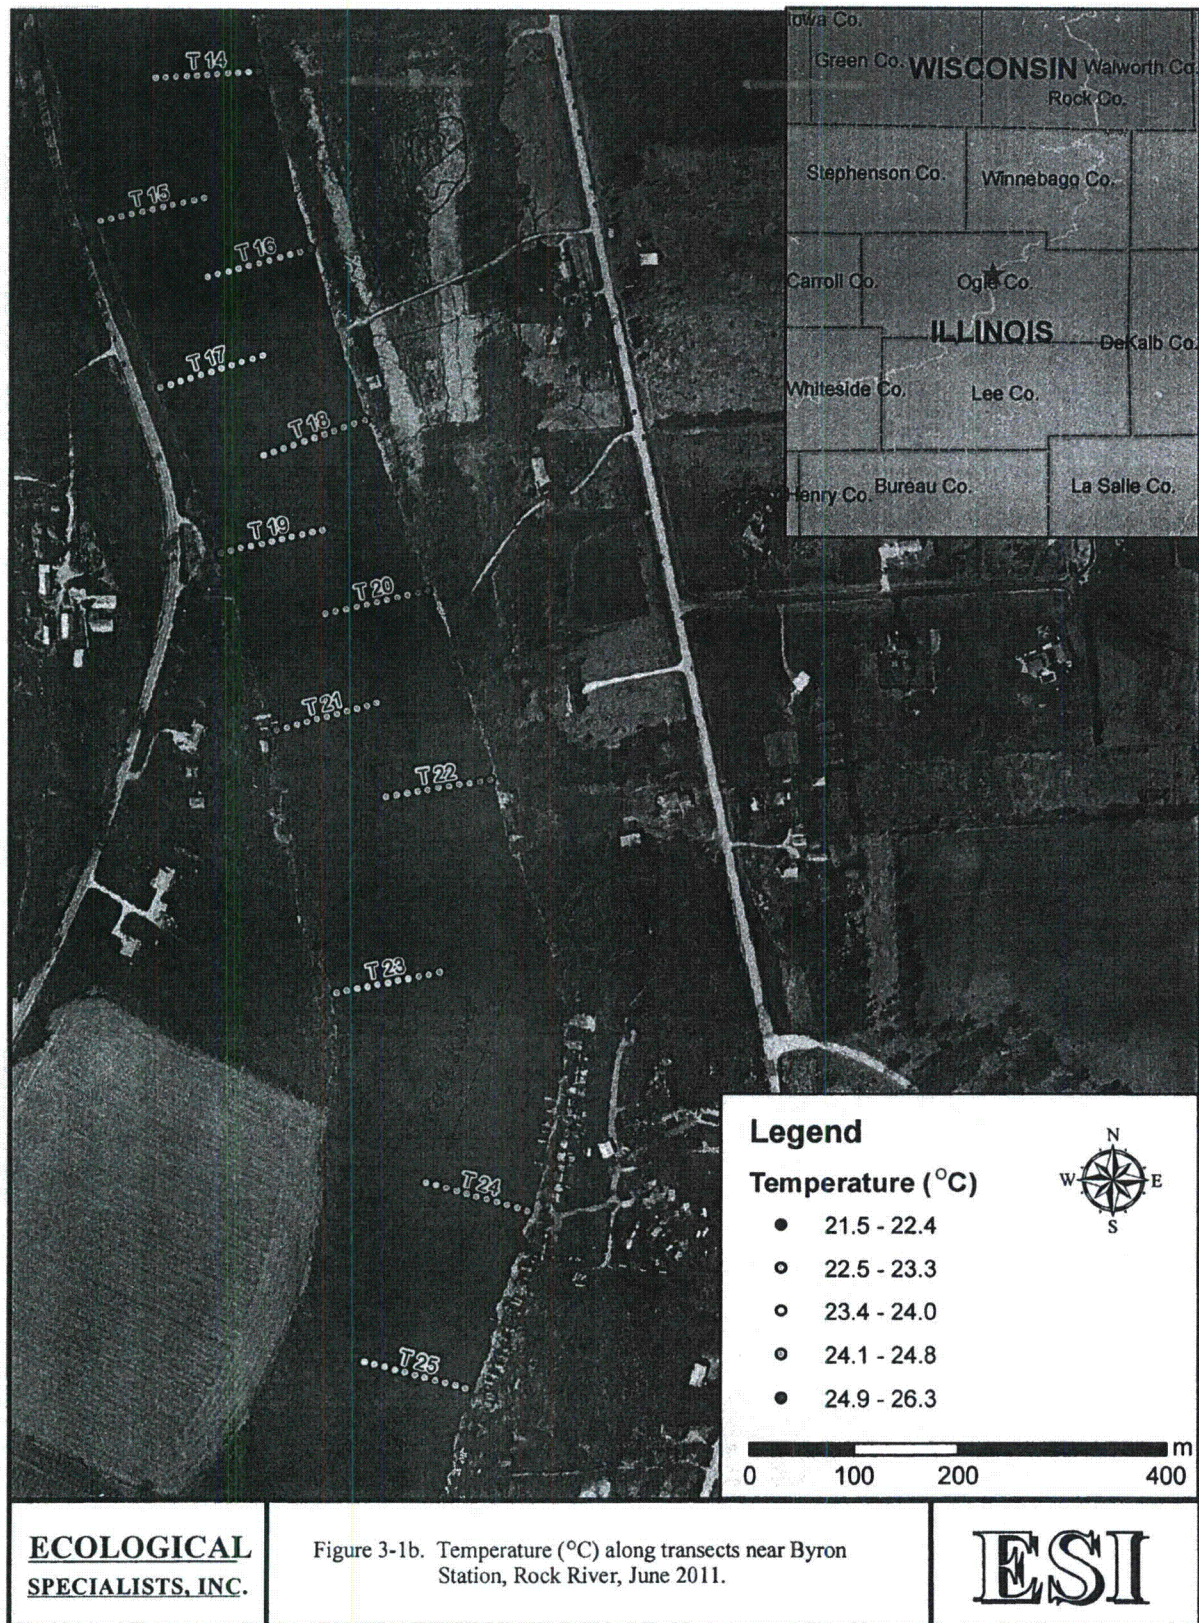 Iowa Co.
Green Co.
WISCONSIN
Walworth Co.
Rock Co.
Stephenson Co.
Winnebago Co.
Carroll Co.
Ogle Co.
ILLINOIS
DeKalb Co.
Whiteside Co.
Lee Co.
Henry Co.
Bureau Co.
La Salle Co.
T 14
T 15
T 16
T 17
T 18
T 19
T 20
T 21
T 22
T 23
T 24
T 25
Legend
Temperature (°C)
N
W
E
S
21.5 - 22.4
22.5 - 23.3
23.4 - 24.0
24.1 - 24.8
24.9 - 26.3
m
0 100 200 400
ECOLOGICAL
SPECIALISTS, INC.
Figure 3-1b. Temperature (°C) along transects near Byron
Station, Rock River, June 2011.
ESI